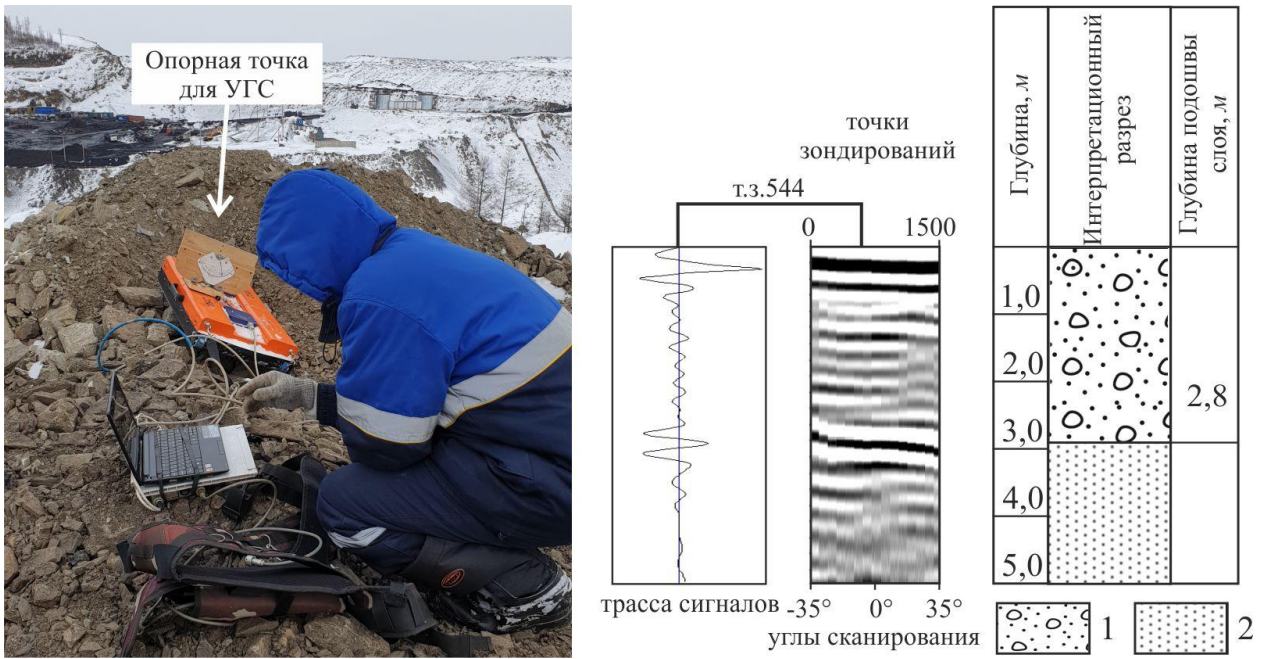 Опорная точка
для УГС
точки
зондирований
т.з.544
0
1500
трасса сигналов
-35°
0°
35°
углы сканирования
Глубина, м
Интерпретационный
разрез
Глубина подошвы
слоя, м
1,0
2,0
3,0
4,0
5,0
2,8
1
2